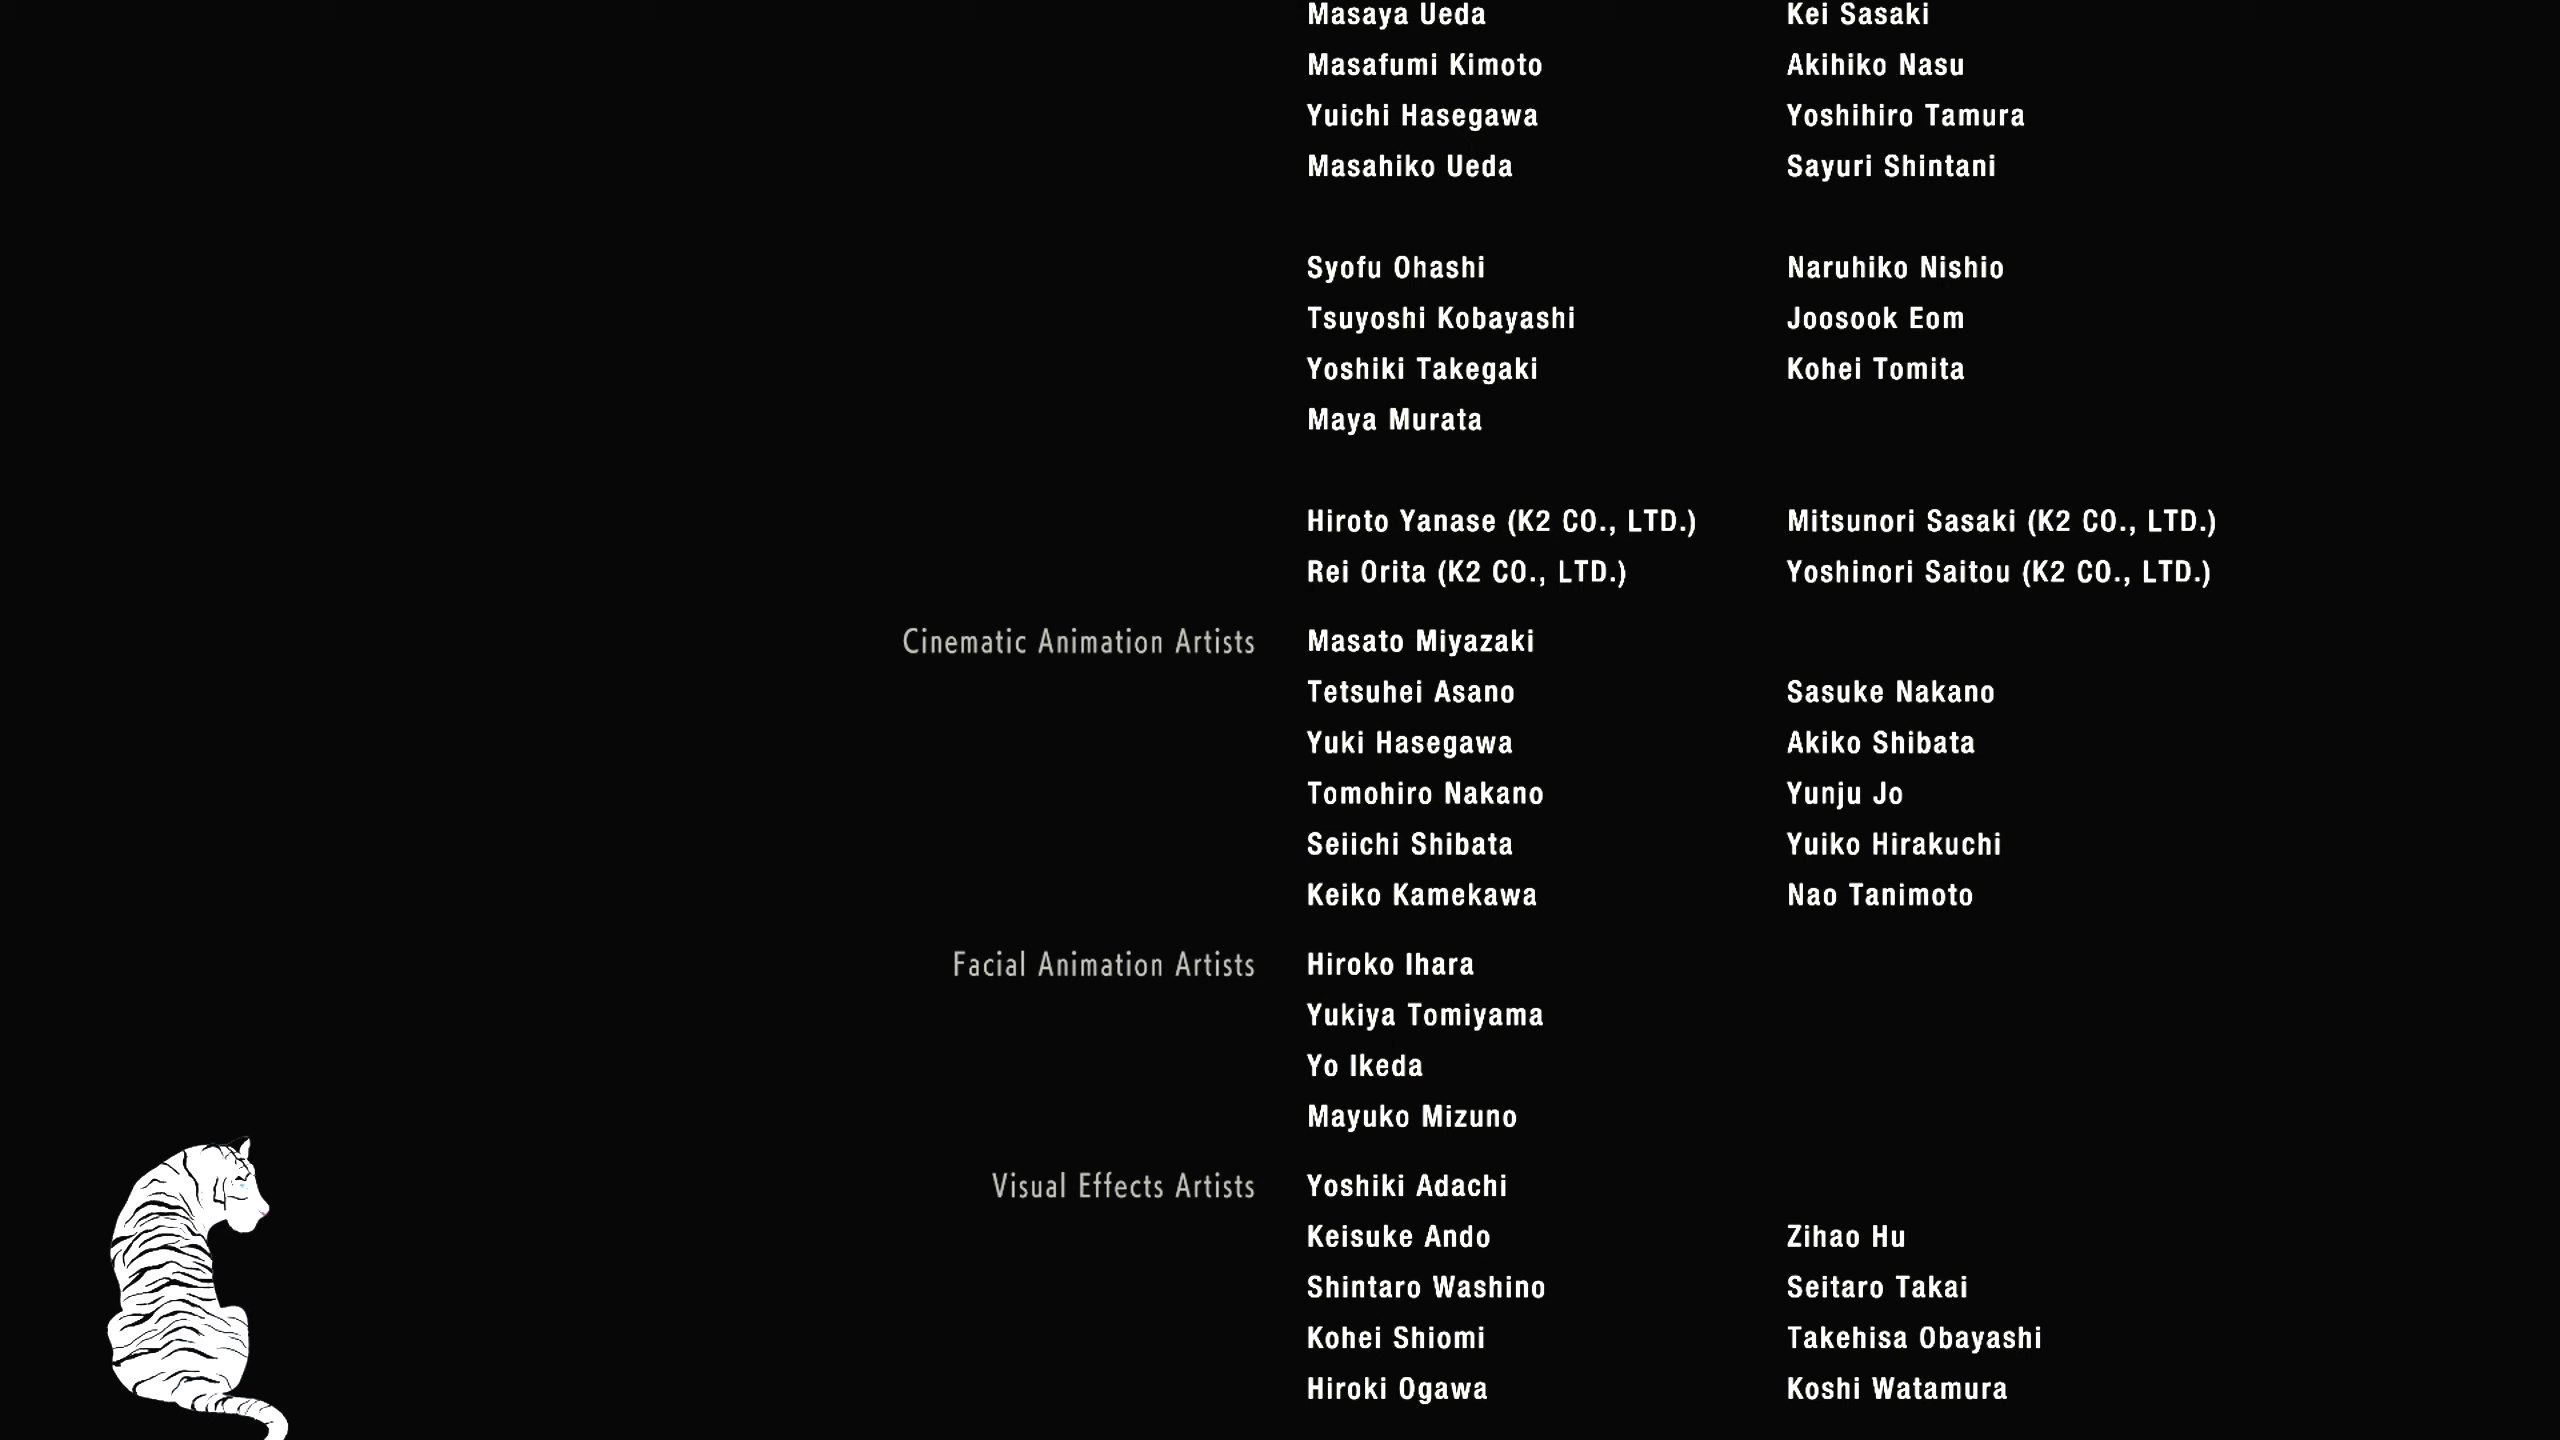 Masaya Ueda Kei Sasaki
Masafumi Kimoto Akihiko Nasu
Yuichi Hasegawa Yoshihiro Tamura
Masahiko Ueda Sayuri Shintani
Syofu Ohashi Naruhiko Nishio
Tsuyoshi Kobayashi Joosook Eom
Yoshiki Takegaki Kohei Tomita
Maya Murata
Hiroto Yanase (K2 CO., LTD.) Mitsunori Sasaki (K2 CO., LTD.)
Rei Orita (K2 CO., LTD.) Yoshinori Saitou (K2 CO., LTD.)
Cinematic Animation Artists Masato Miyazaki
Tetsuhei Asano Sasuke Nakano
Yuki Hasegawa Akiko Shibata
Tomohiro Nakano Yunju Jo
Seiichi Shibata Yuiko Hirakuchi
Keiko Kamekawa Nao Tanimoto
Facial Animation Artists Hiroko Ihara
Yukiya Tomiyama
Yo Ikeda
Mayuko Mizuno
Visual Effects Artists Yoshiki Adachi
Keisuke Ando Zihao Hu
Shintaro Washino Seitaro Takai
Kohei Shiomi Takehisa Obayashi
Hiroki Ogawa Koshi Watamura